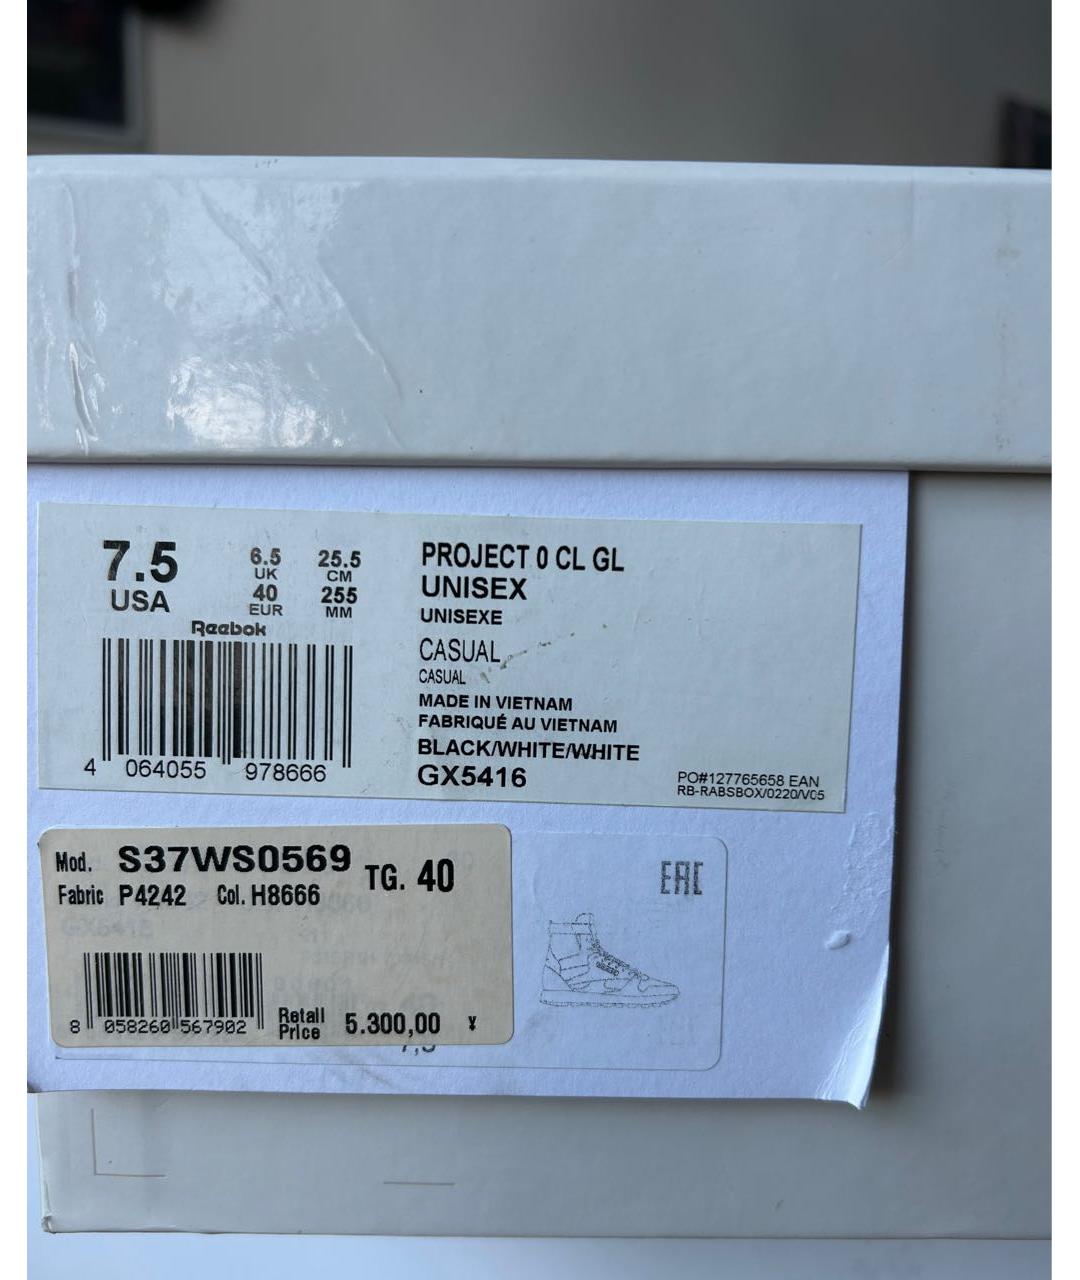 7.5
USA
6.5
UK
40
EUR
25.5
CM
255
MM
Reebok
4 064055 978666
PROJECT 0 CL GL
UNISEX
UNISEXE
CASUAL
CASUAL
MADE IN VIETNAM
FABRIQUÉ AU VIETNAM
BLACK/WHITE/WHITE
GX5416
PO#127765658 EAN
RB-RABSBOX/0220/V05
Mod. S37WS0569 TG. 40
Fabric P4242 Col. H8666
8 058260 567902
Retail
Price 5.300,00 ¥
7,5
EAC